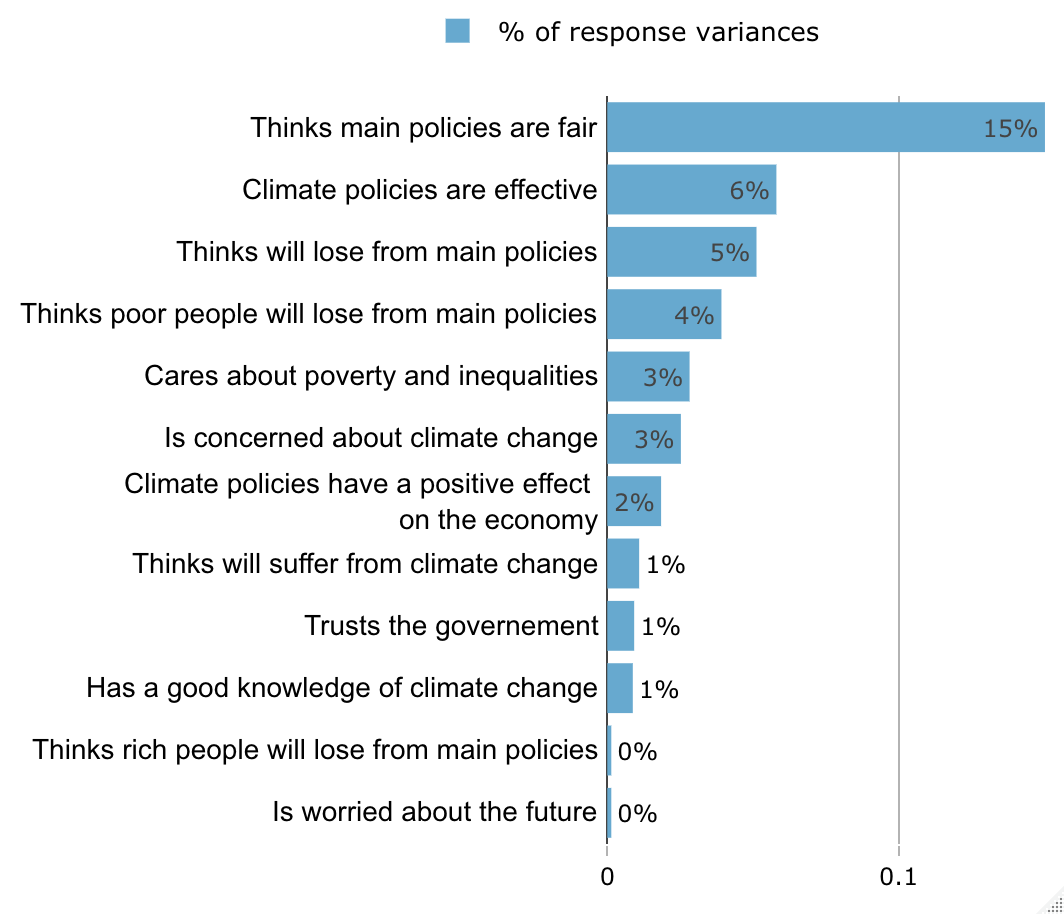 % of response variances
Thinks main policies are fair
15%
Climate policies are effective
6%
Thinks will lose from main policies
5%
Thinks poor people will lose from main policies
4%
Cares about poverty and inequalities
3%
Is concerned about climate change
3%
Climate policies have a positive effect
on the economy
2%
Thinks will suffer from climate change
1%
Trusts the governement
1%
Has a good knowledge of climate change
1%
Thinks rich people will lose from main policies
0%
Is worried about the future
0%
0
0.1